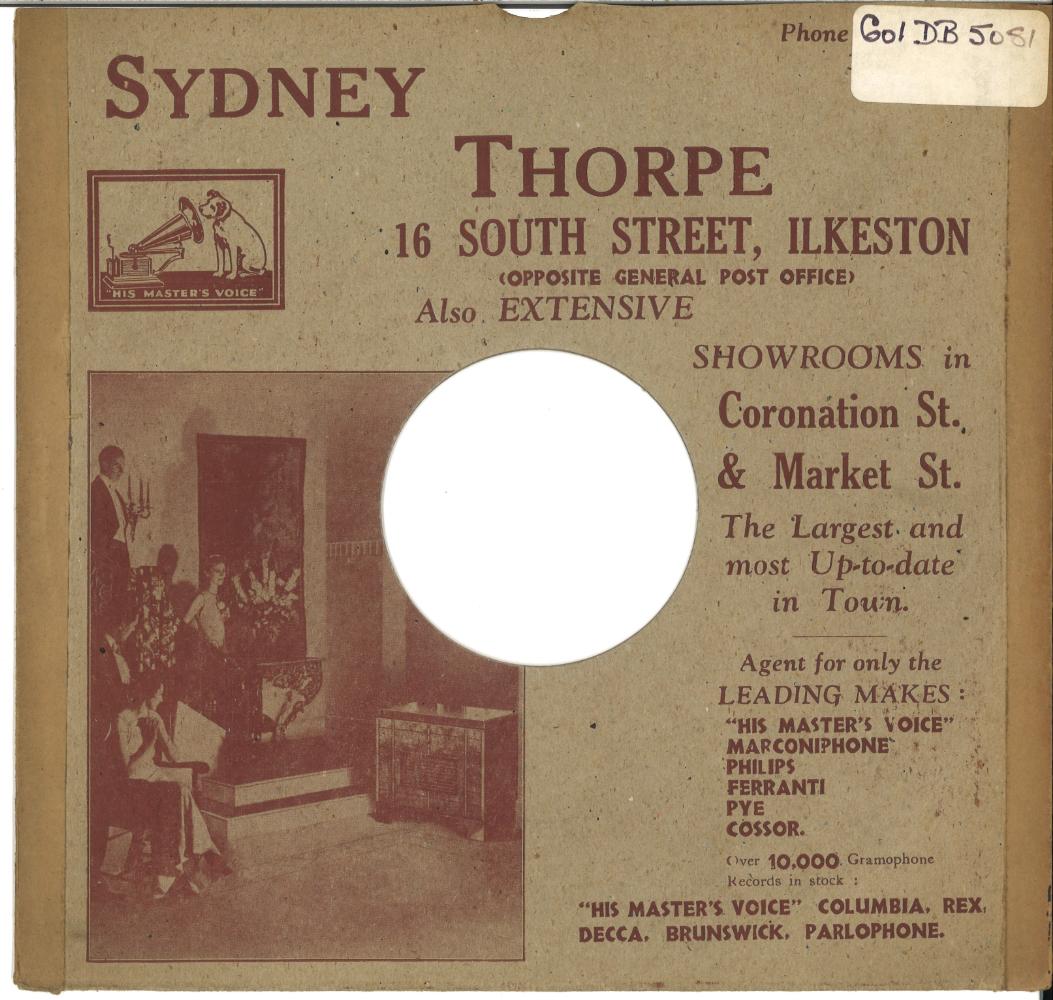 Phone
Col DB 5081
SYDNEY
THORPE
16 SOUTH STREET, ILKESTON
(OPPOSITE GENERAL POST OFFICE)
Also EXTENSIVE
SHOWROOMS in
Coronation St.
& Market St.
The Largest and
most Up-to-date
in Town.
"HIS MASTER'S VOICE"
Agent for only the
LEADING MAKES :
"HIS MASTER'S VOICE"
MARCONIPHONE
PHILIPS
FERRANTI
PYE
COSSOR.
Over 10,000 Gramophone
Records in stock :
"HIS MASTER'S VOICE" COLUMBIA, REX,
DECCA, BRUNSWICK, PARLOPHONE.